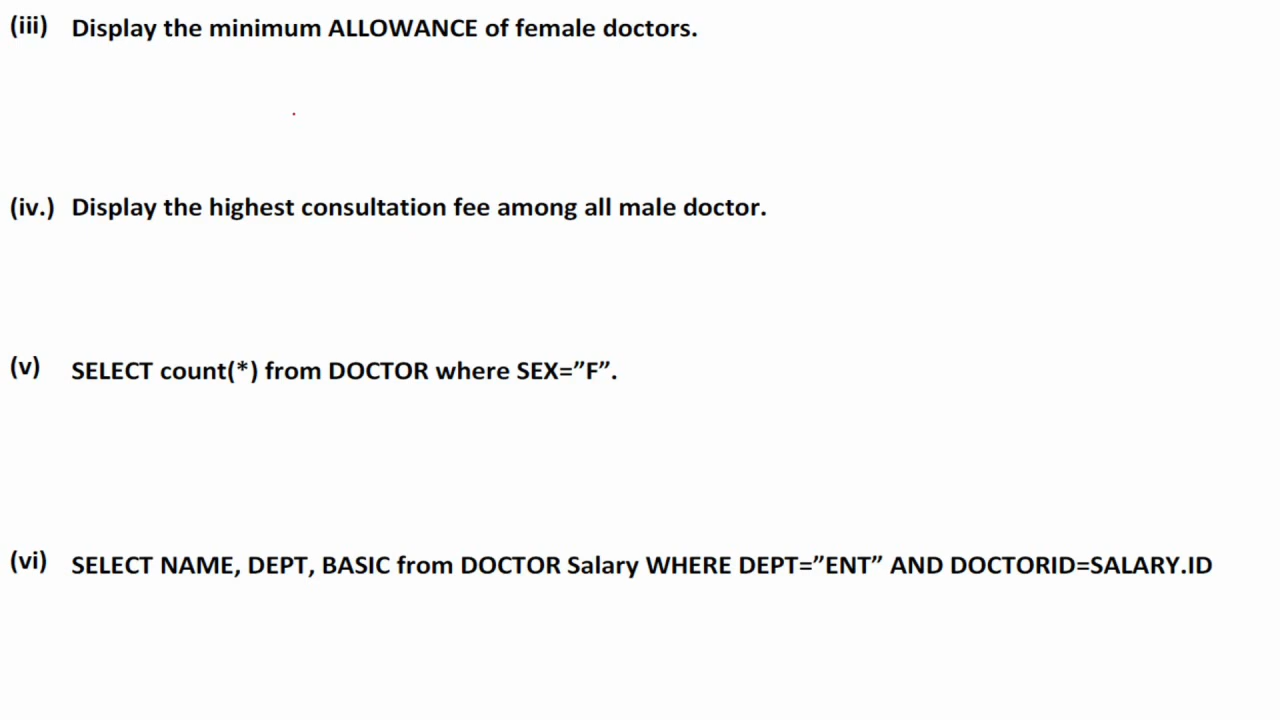 (iii) Display the minimum ALLOWANCE of female doctors.
(iv.) Display the highest consultation fee among all male doctor.
(v) SELECT count(*) from DOCTOR where SEX=”F”.
(vi) SELECT NAME, DEPT, BASIC from DOCTOR Salary WHERE DEPT=”ENT” AND DOCTORID=SALARY.ID